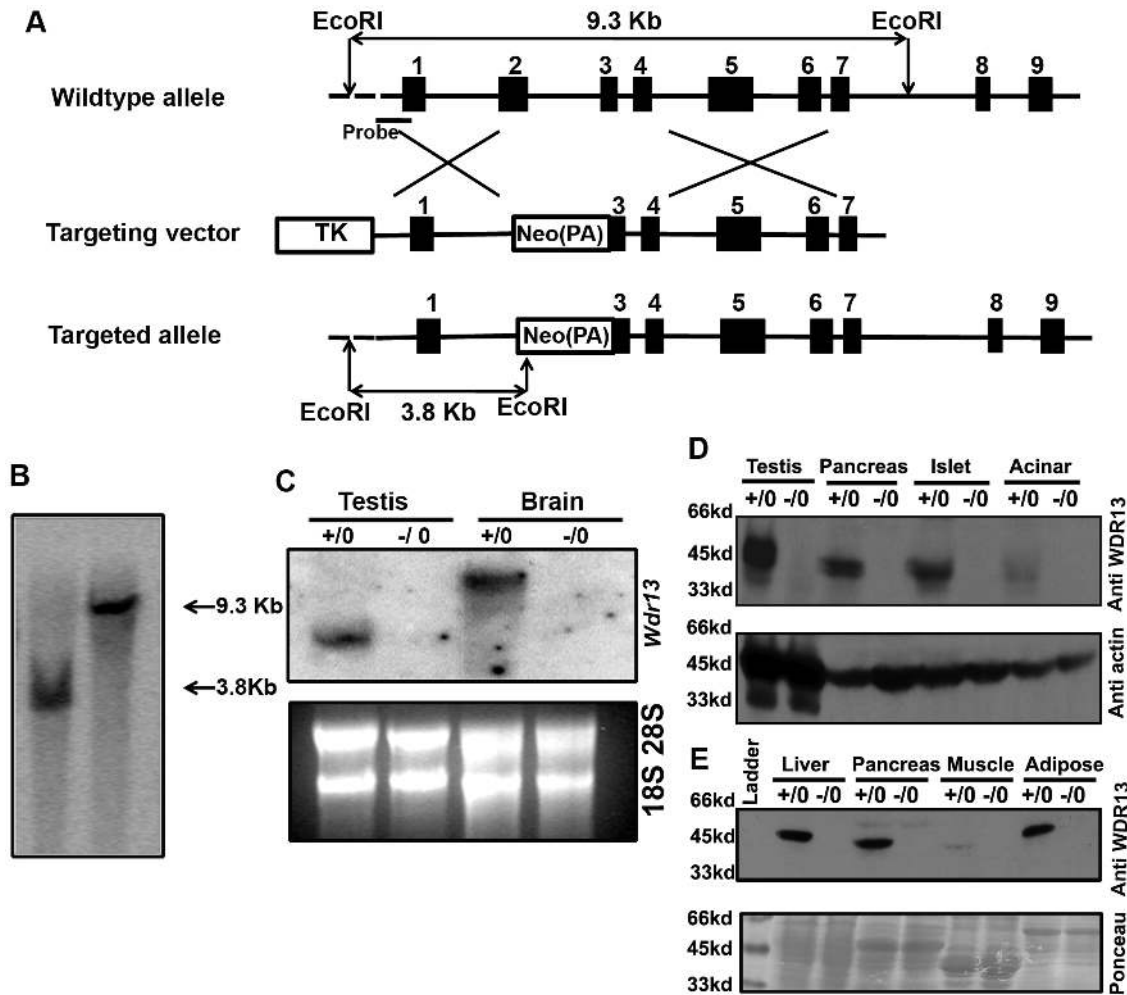 A
EcoRI 9.3 Kb EcoRI
1 2 3 4 5 6 7 8 9
Wildtype allele
Probe
1 3 4 5 6 7
Targeting vector TK Neo(PA)
1 3 4 5 6 7 8 9
Targeted allele Neo(PA)
EcoRI 3.8 Kb EcoRI
B
9.3 Kb
3.8Kb
C
Testis Brain
+/0 -/ 0 +/0 -/0
Wdr13
18S 28S
D
Testis Pancreas Islet Acinar
+/0 -/0 +/0 -/0 +/0 -/0 +/0 -/0
66kd
45kd
33kd
Anti WDR13
66kd
45kd
33kd
Anti actin
E
Ladder
Liver Pancreas Muscle Adipose
+/0 -/0 +/0 -/0 +/0 -/0 +/0 -/0
66kd
45kd
33kd
Anti WDR13
66kd
45kd
33kd
Ponceau